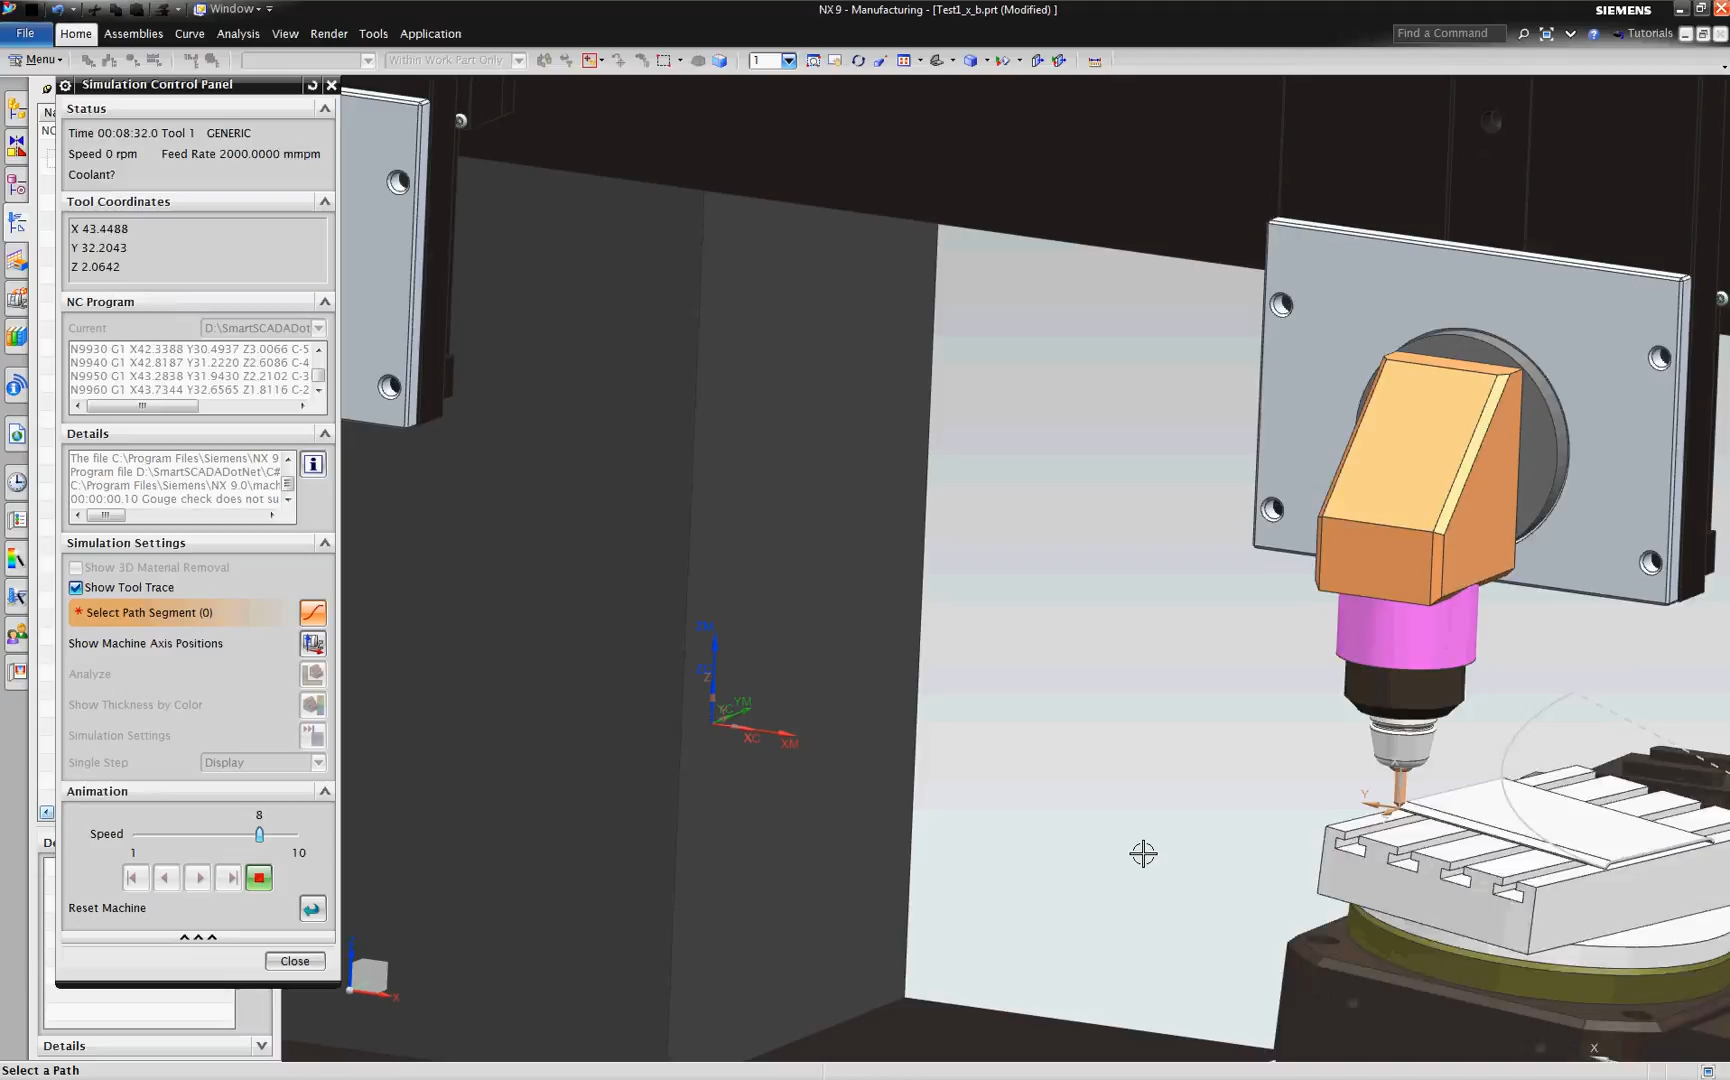 Window
NX 9 - Manufacturing - [Test1_x_b.prt (Modified) ]
SIEMENS
File
Home
Assemblies
Curve
Analysis
View
Render
Tools
Application
Find a Command
Tutorials
Menu
Within Work Part Only
1
Simulation Control Panel
Status
Time 00:08:32.0 Tool 1 GENERIC
Speed 0 rpm Feed Rate 2000.0000 mmpm
Coolant?
Tool Coordinates
X 43.4488
Y 32.2043
Z 2.0642
NC Program
Current D:\SmartSCADADot
N9930 G1 X42.3388 Y30.4937 Z3.0066 C-5
N9940 G1 X42.8187 Y31.2220 Z2.6086 C-4
N9950 G1 X43.2838 Y31.9430 Z2.2102 C-3
N9960 G1 X43.7344 Y32.6565 Z1.8116 C-2
Details
The file C:\Program Files\Siemens\NX 9
Program file D:\SmartSCADADotNet\C#
C:\Program Files\Siemens\NX 9.0\mach
00:00:00.10 Gouge check does not su
Simulation Settings
Show 3D Material Removal
Show Tool Trace
* Select Path Segment (0)
Show Machine Axis Positions
Analyze
Show Thickness by Color
Simulation Settings
Single Step Display
Animation
8
Speed
1 10
Reset Machine
Close
Details
Select a Path
Z
YC YM
XC XM
X
Y
X